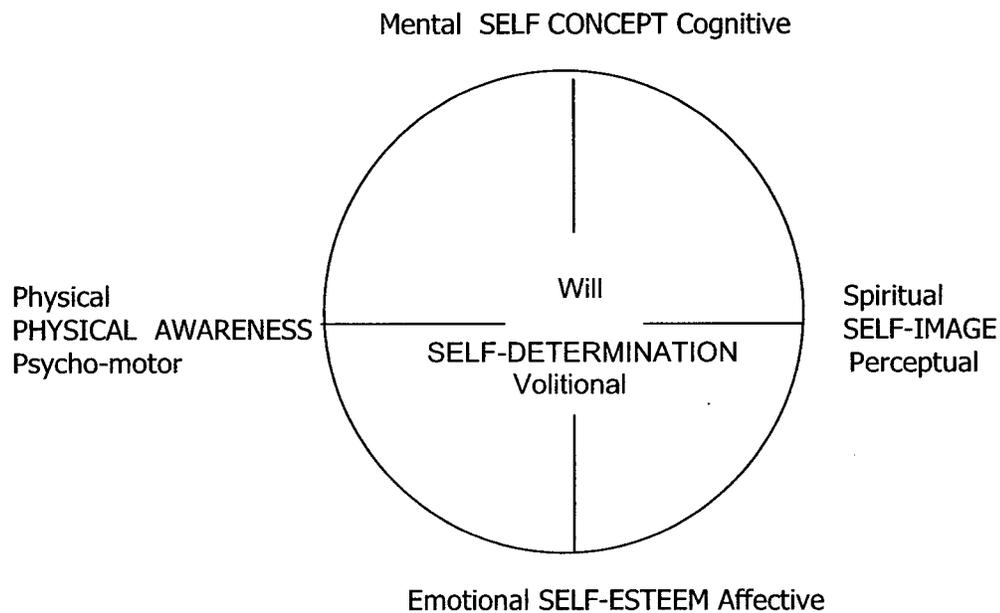 Mental SELF CONCEPT Cognitive
Will
Physical
PHYSICAL AWARENESS
Psycho-motor
SELF-DETERMINATION
Volitional
Spiritual
SELF-IMAGE
Perceptual
Emotional SELF-ESTEEM Affective